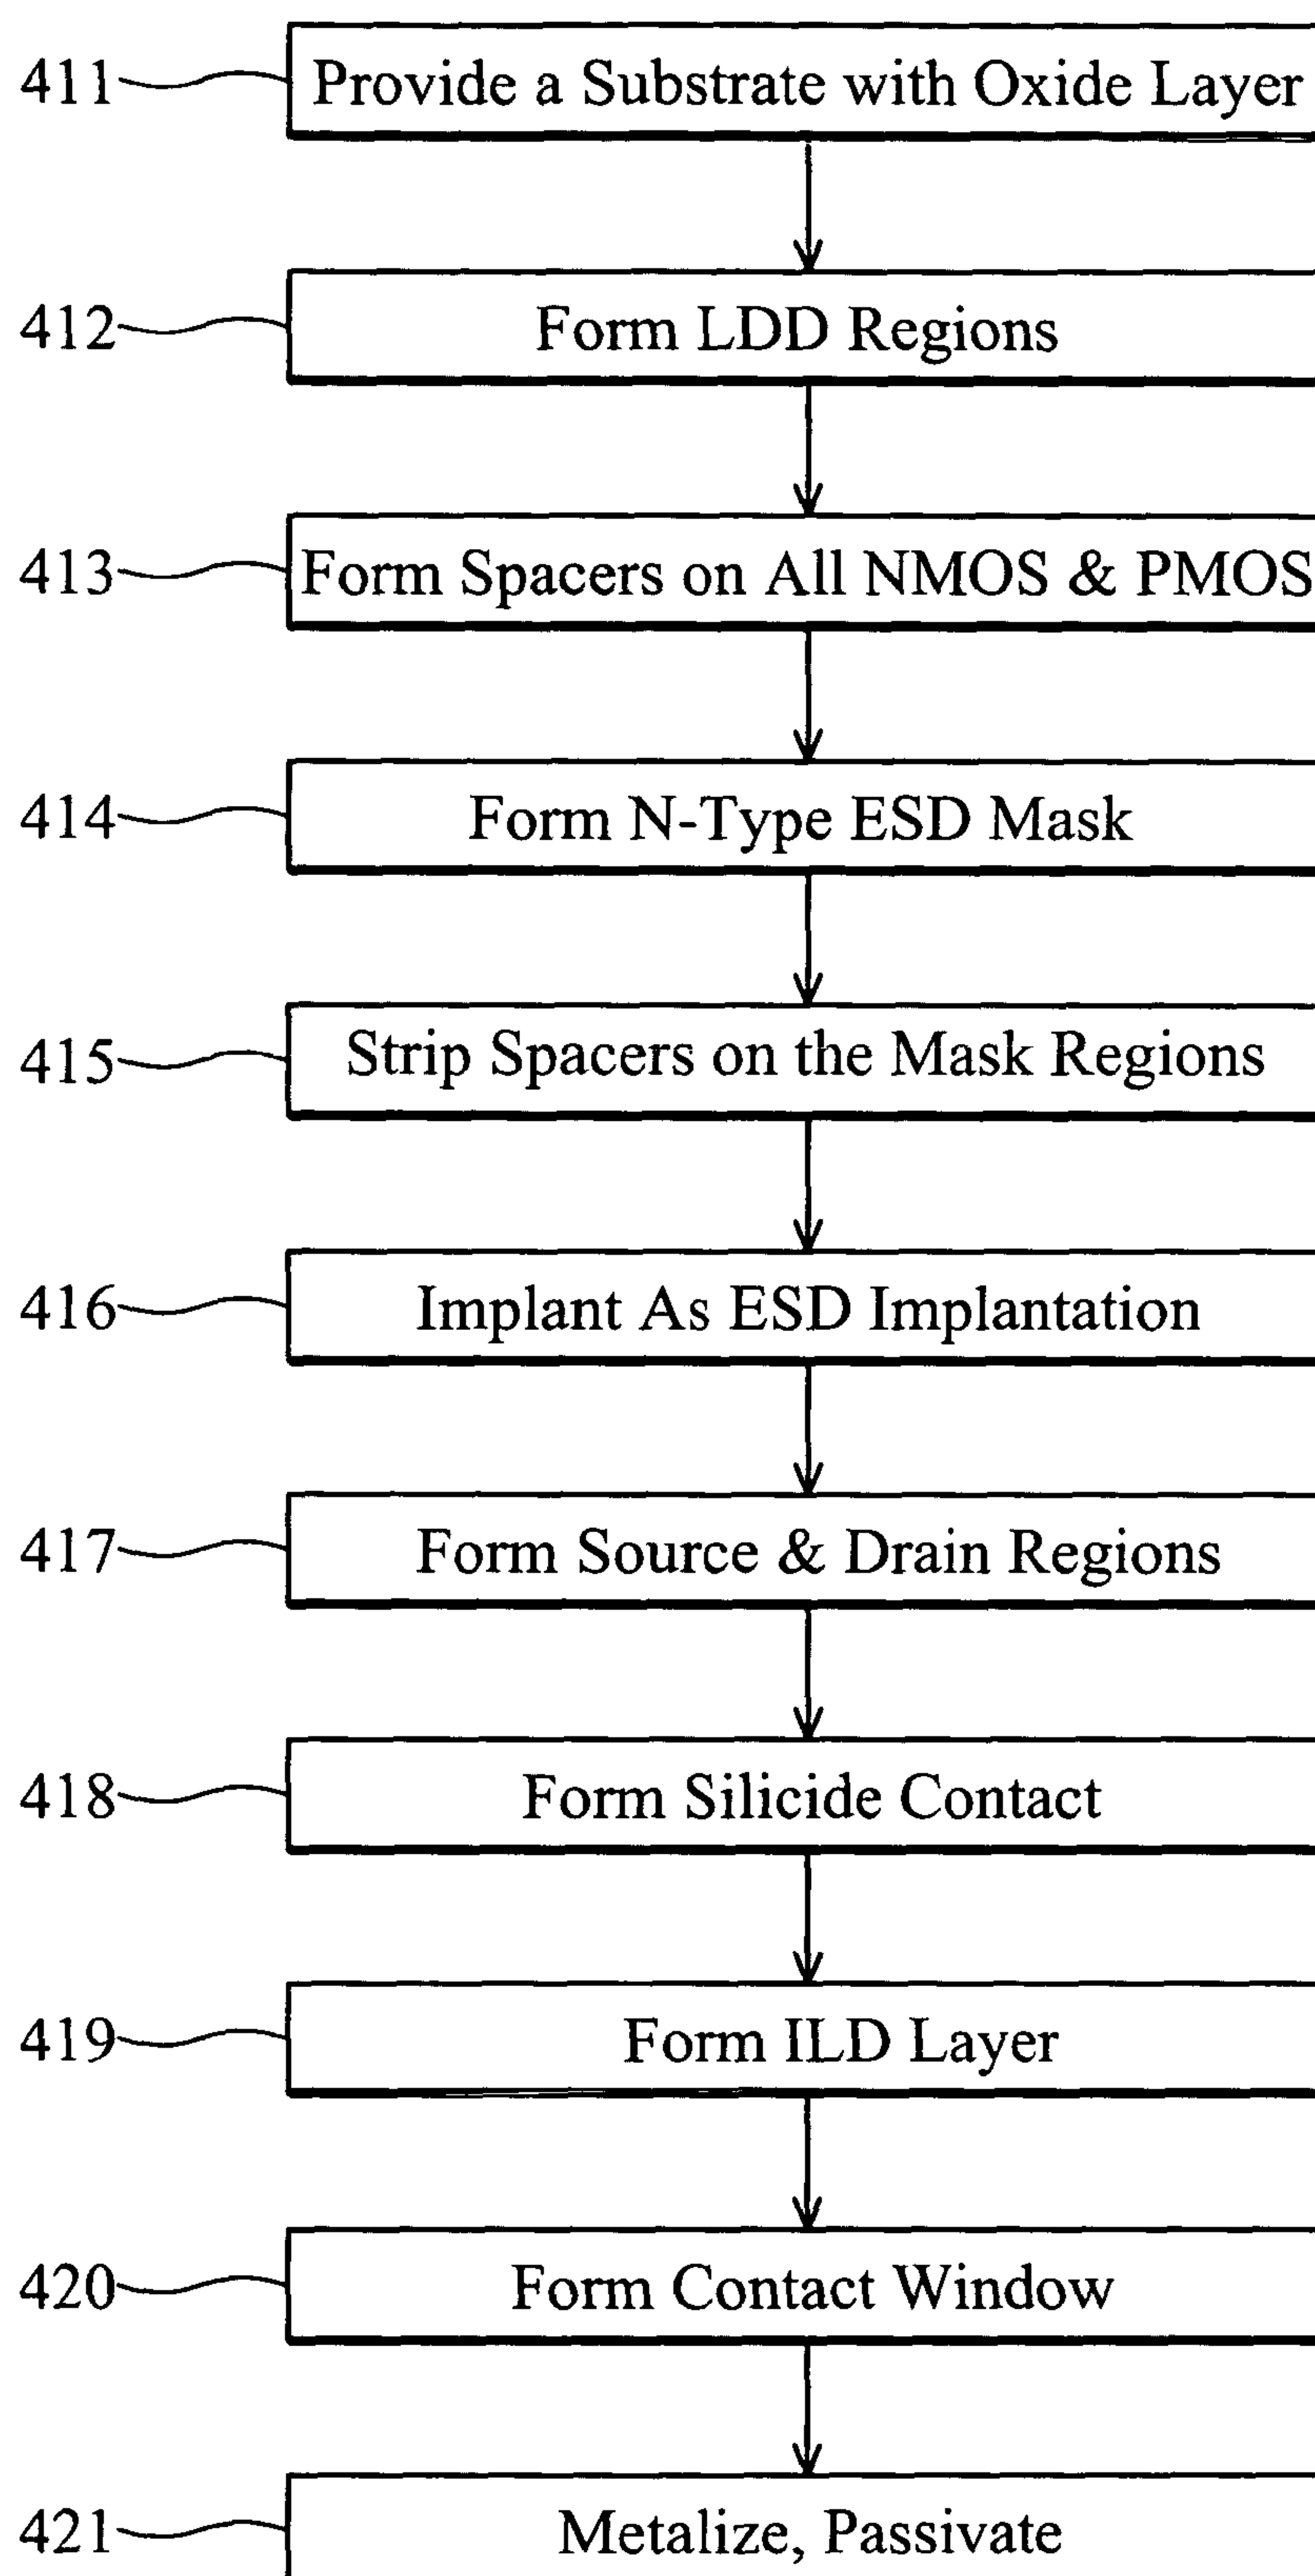 411 Provide a Substrate with Oxide Layer
412 Form LDD Regions
413 Form Spacers on All NMOS & PMOS
414 Form N-Type ESD Mask
415 Strip Spacers on the Mask Regions
416 Implant As ESD Implantation
417 Form Source & Drain Regions
418 Form Silicide Contact
419 Form ILD Layer
420 Form Contact Window
421 Metalize, Passivate